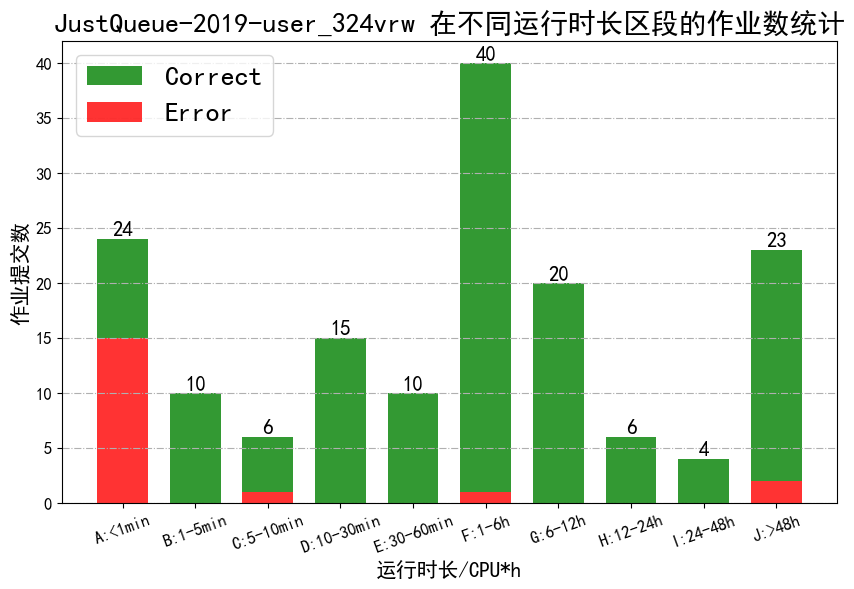 JustQueue-2019-user_324vrw 在不同运行时长区段的作业数统计
Correct
Error
作业提交数
40
35
30
25
20
15
10
5
0
24
10
6
15
10
40
20
6
4
23
A:<1min
B:1-5min
C:5-10min
D:10-30min
E:30-60min
F:1-6h
G:6-12h
H:12-24h
I:24-48h
J:>48h
运行时长/CPU*h